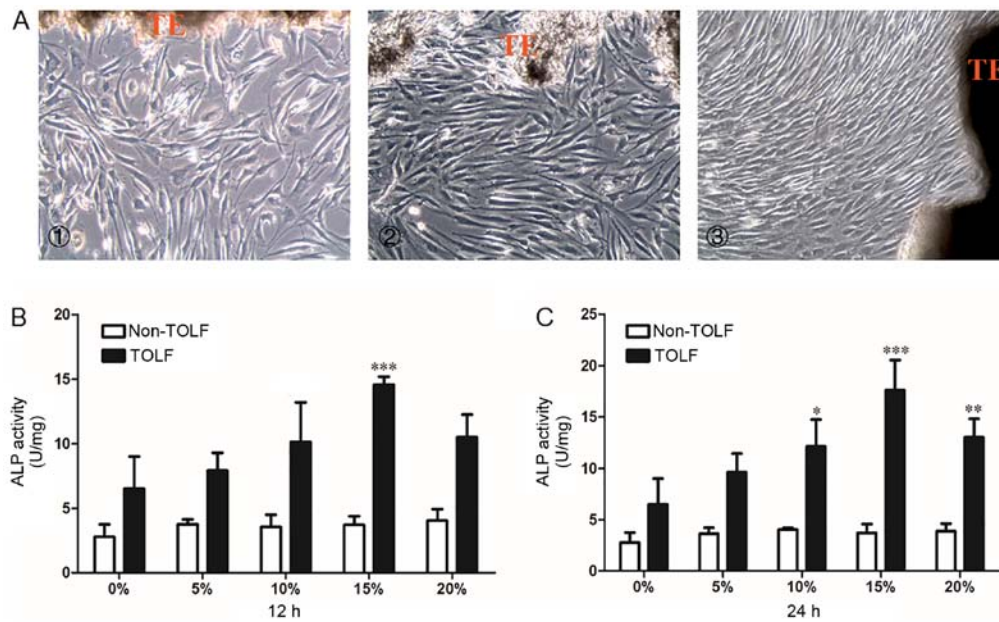 A
TE
TE
TE
①
②
③
B
20
15
10
5
0
ALP activity
(U/mg)
Non-TOLF
TOLF
***
0% 5% 10% 15% 20%
12 h
C
25
20
15
10
5
0
ALP activity
(U/mg)
Non-TOLF
TOLF
*
***
**
0% 5% 10% 15% 20%
24 h